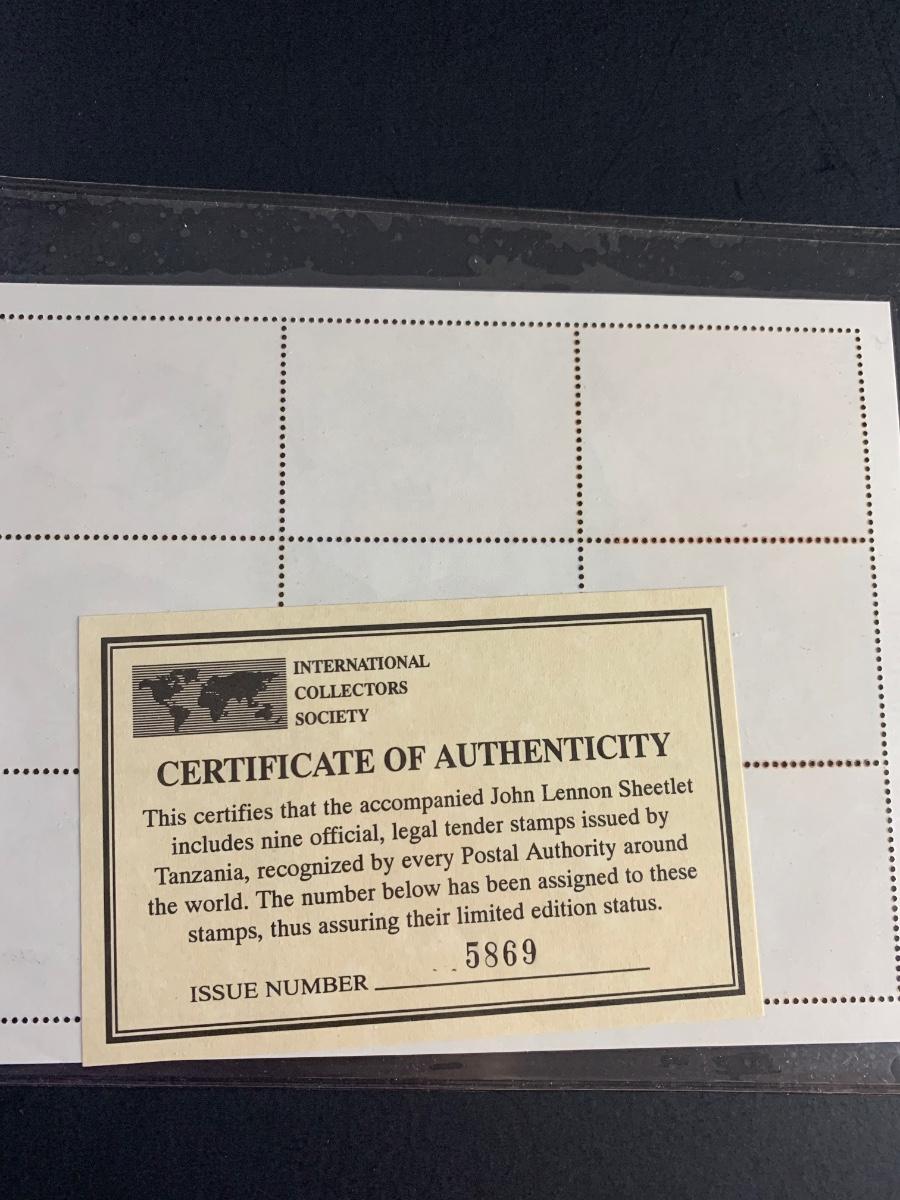 INTERNATIONAL
COLLECTORS
SOCIETY
CERTIFICATE OF AUTHENTICITY
This certifies that the accompanied John Lennon Sheetlet
includes nine official, legal tender stamps issued by
Tanzania, recognized by every Postal Authority around
the world. The number below has been assigned to these
stamps, thus assuring their limited edition status.
ISSUE NUMBER 5869